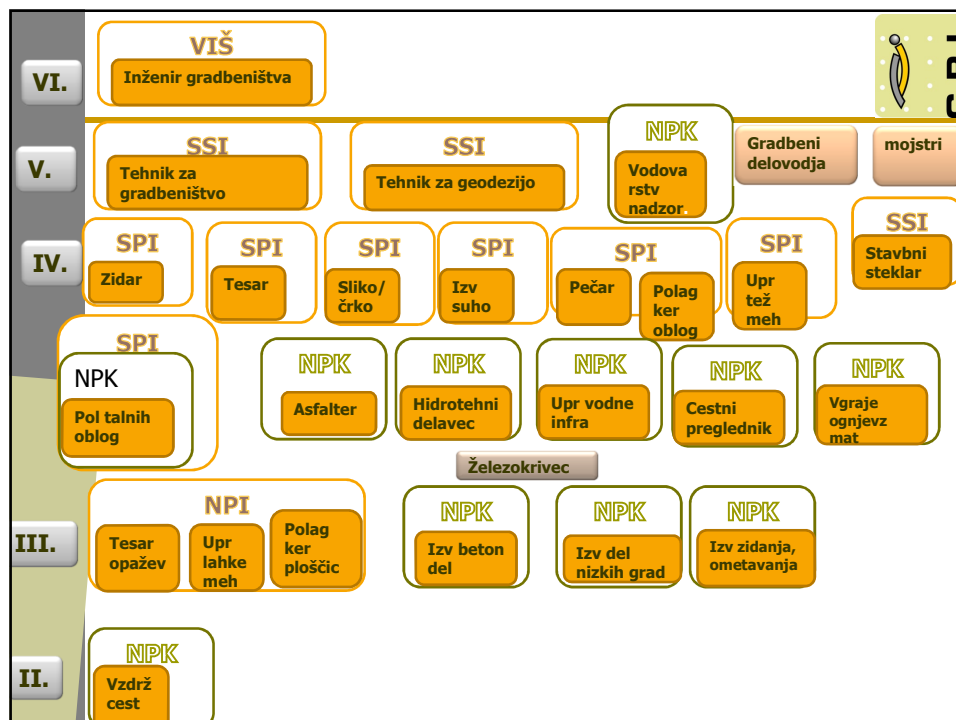 VIŠ
Inženir gradbeništva
VI.
SSI
Tehnik za
gradbeništvo
SSI
Tehnik za geodezijo
NPK
Vodova
rstv
nadzor.
Gradbeni
delovodja
mojstri
V.
SPI
Zidar
SPI
Tesar
SPI
Sliko/
črko
SPI
Izv
suho
SPI
Pečar
Polag
ker
oblog
SPI
Upr
tež
meh
SSI
Stavbni
steklar
IV.
SPI
NPK
Pol talnih
oblog
NPK
Asfalter
NPK
Hidrotehni
delavec
NPK
Upr vodne
infra
NPK
Cestni
preglednik
NPK
Vgraje
ognjevz
mat
Železokrivec
III.
NPI
Tesar
opažev
Upr
lahke
meh
Polag
ker
ploščic
NPK
Izv beton
del
NPK
Izv del
nizkih grad
NPK
Izv zidanja,
ometavanja
II.
NPK
Vzdrž
cest